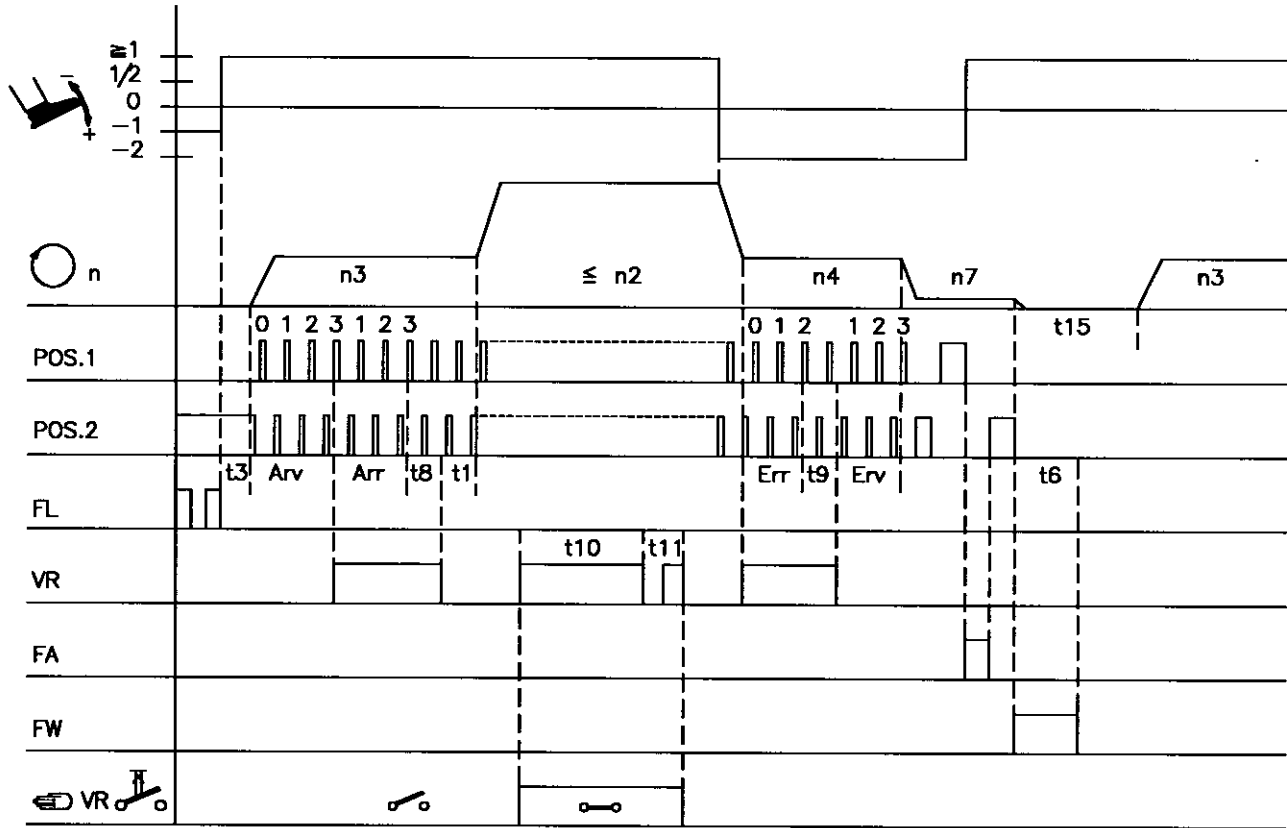 ≧1
1/2
0
−1
−2
−
+
n
n3
≦ n2
n4
n7
n3
0 1 2 3 1 2 3
0 1 2 1 2 3
t15
POS.1
POS.2
t3 Arv Arr t8 t1
Err t9 Erv
t6
FL
t10 t11
VR
FA
FW
VR